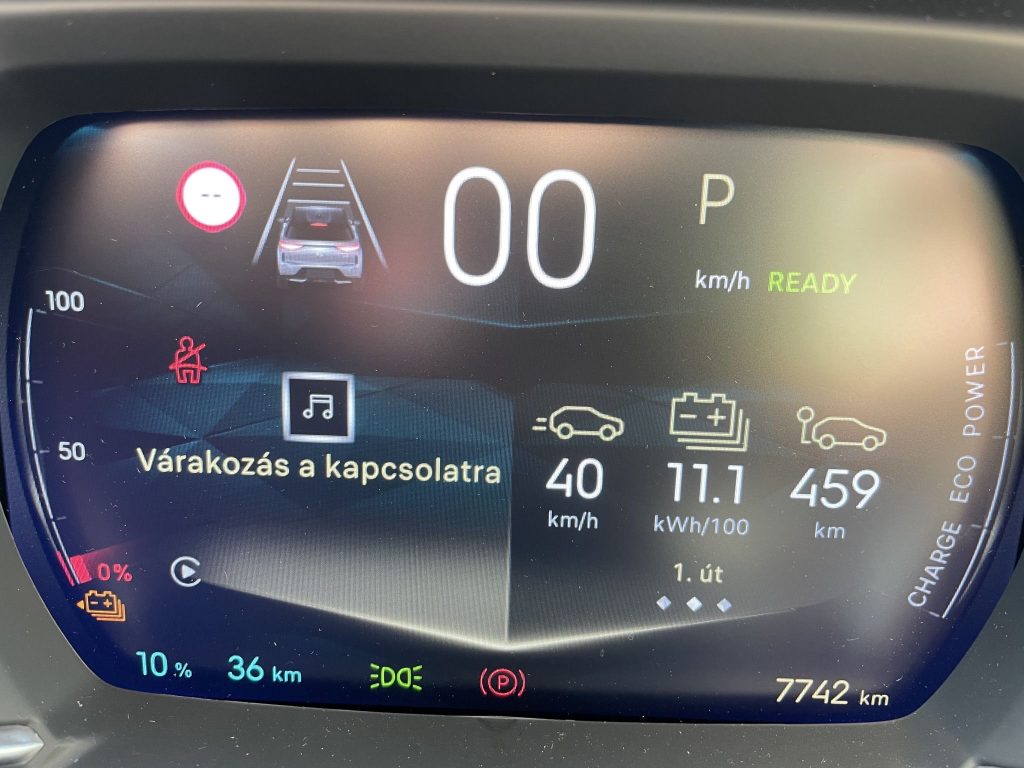 --
00
P
km/h READY
100
50
0%
Várakozás a kapcsolatra
40
km/h
11.1
kWh/100
459
km
1. út
CHARGE ECO POWER
10 % 36 km
P
7742 km